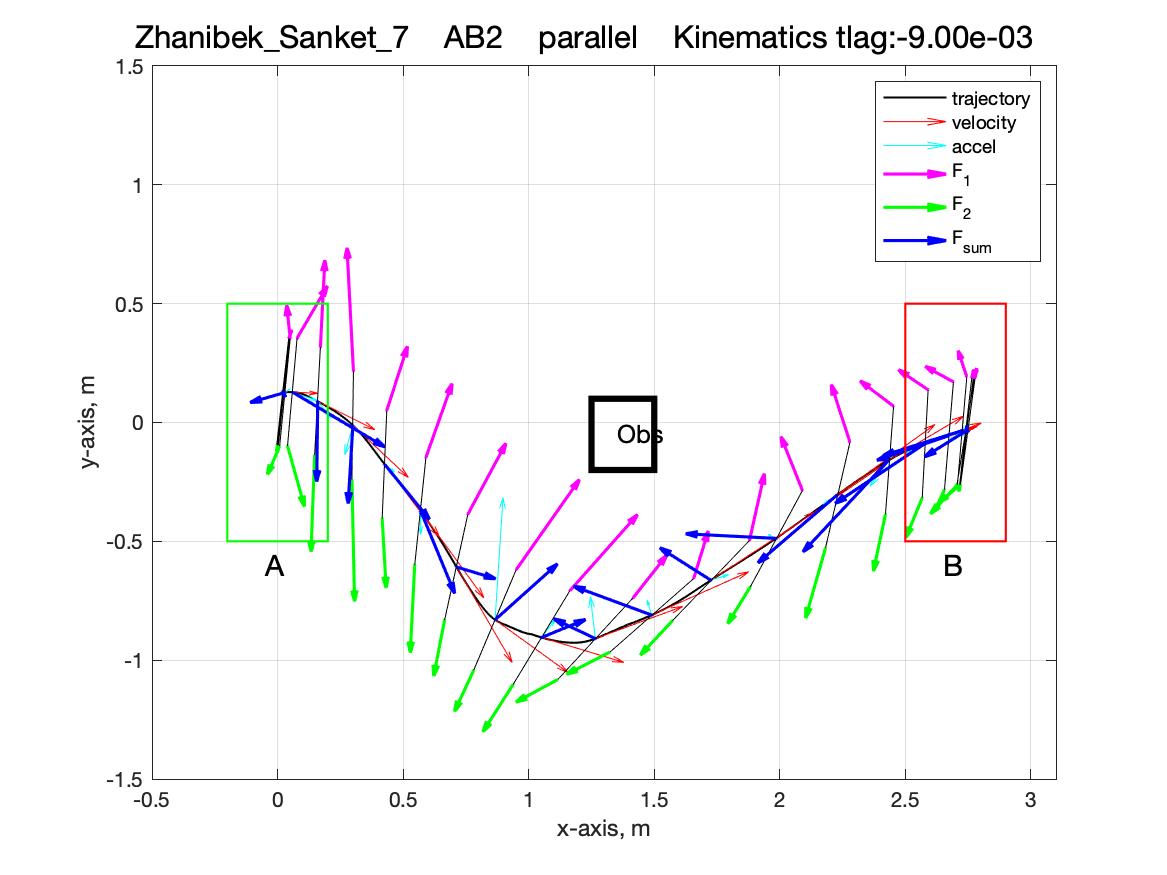 Zhanibek_Sanket_7 AB2 parallel Kinematics tlag:-9.00e-03
1.5
1
0.5
0
-0.5
-1
-1.5
y-axis, m
trajectory
velocity
accel
F1
F2
Fsum
Obs
A
B
-0.5 0 0.5 1 1.5 2 2.5 3
x-axis, m